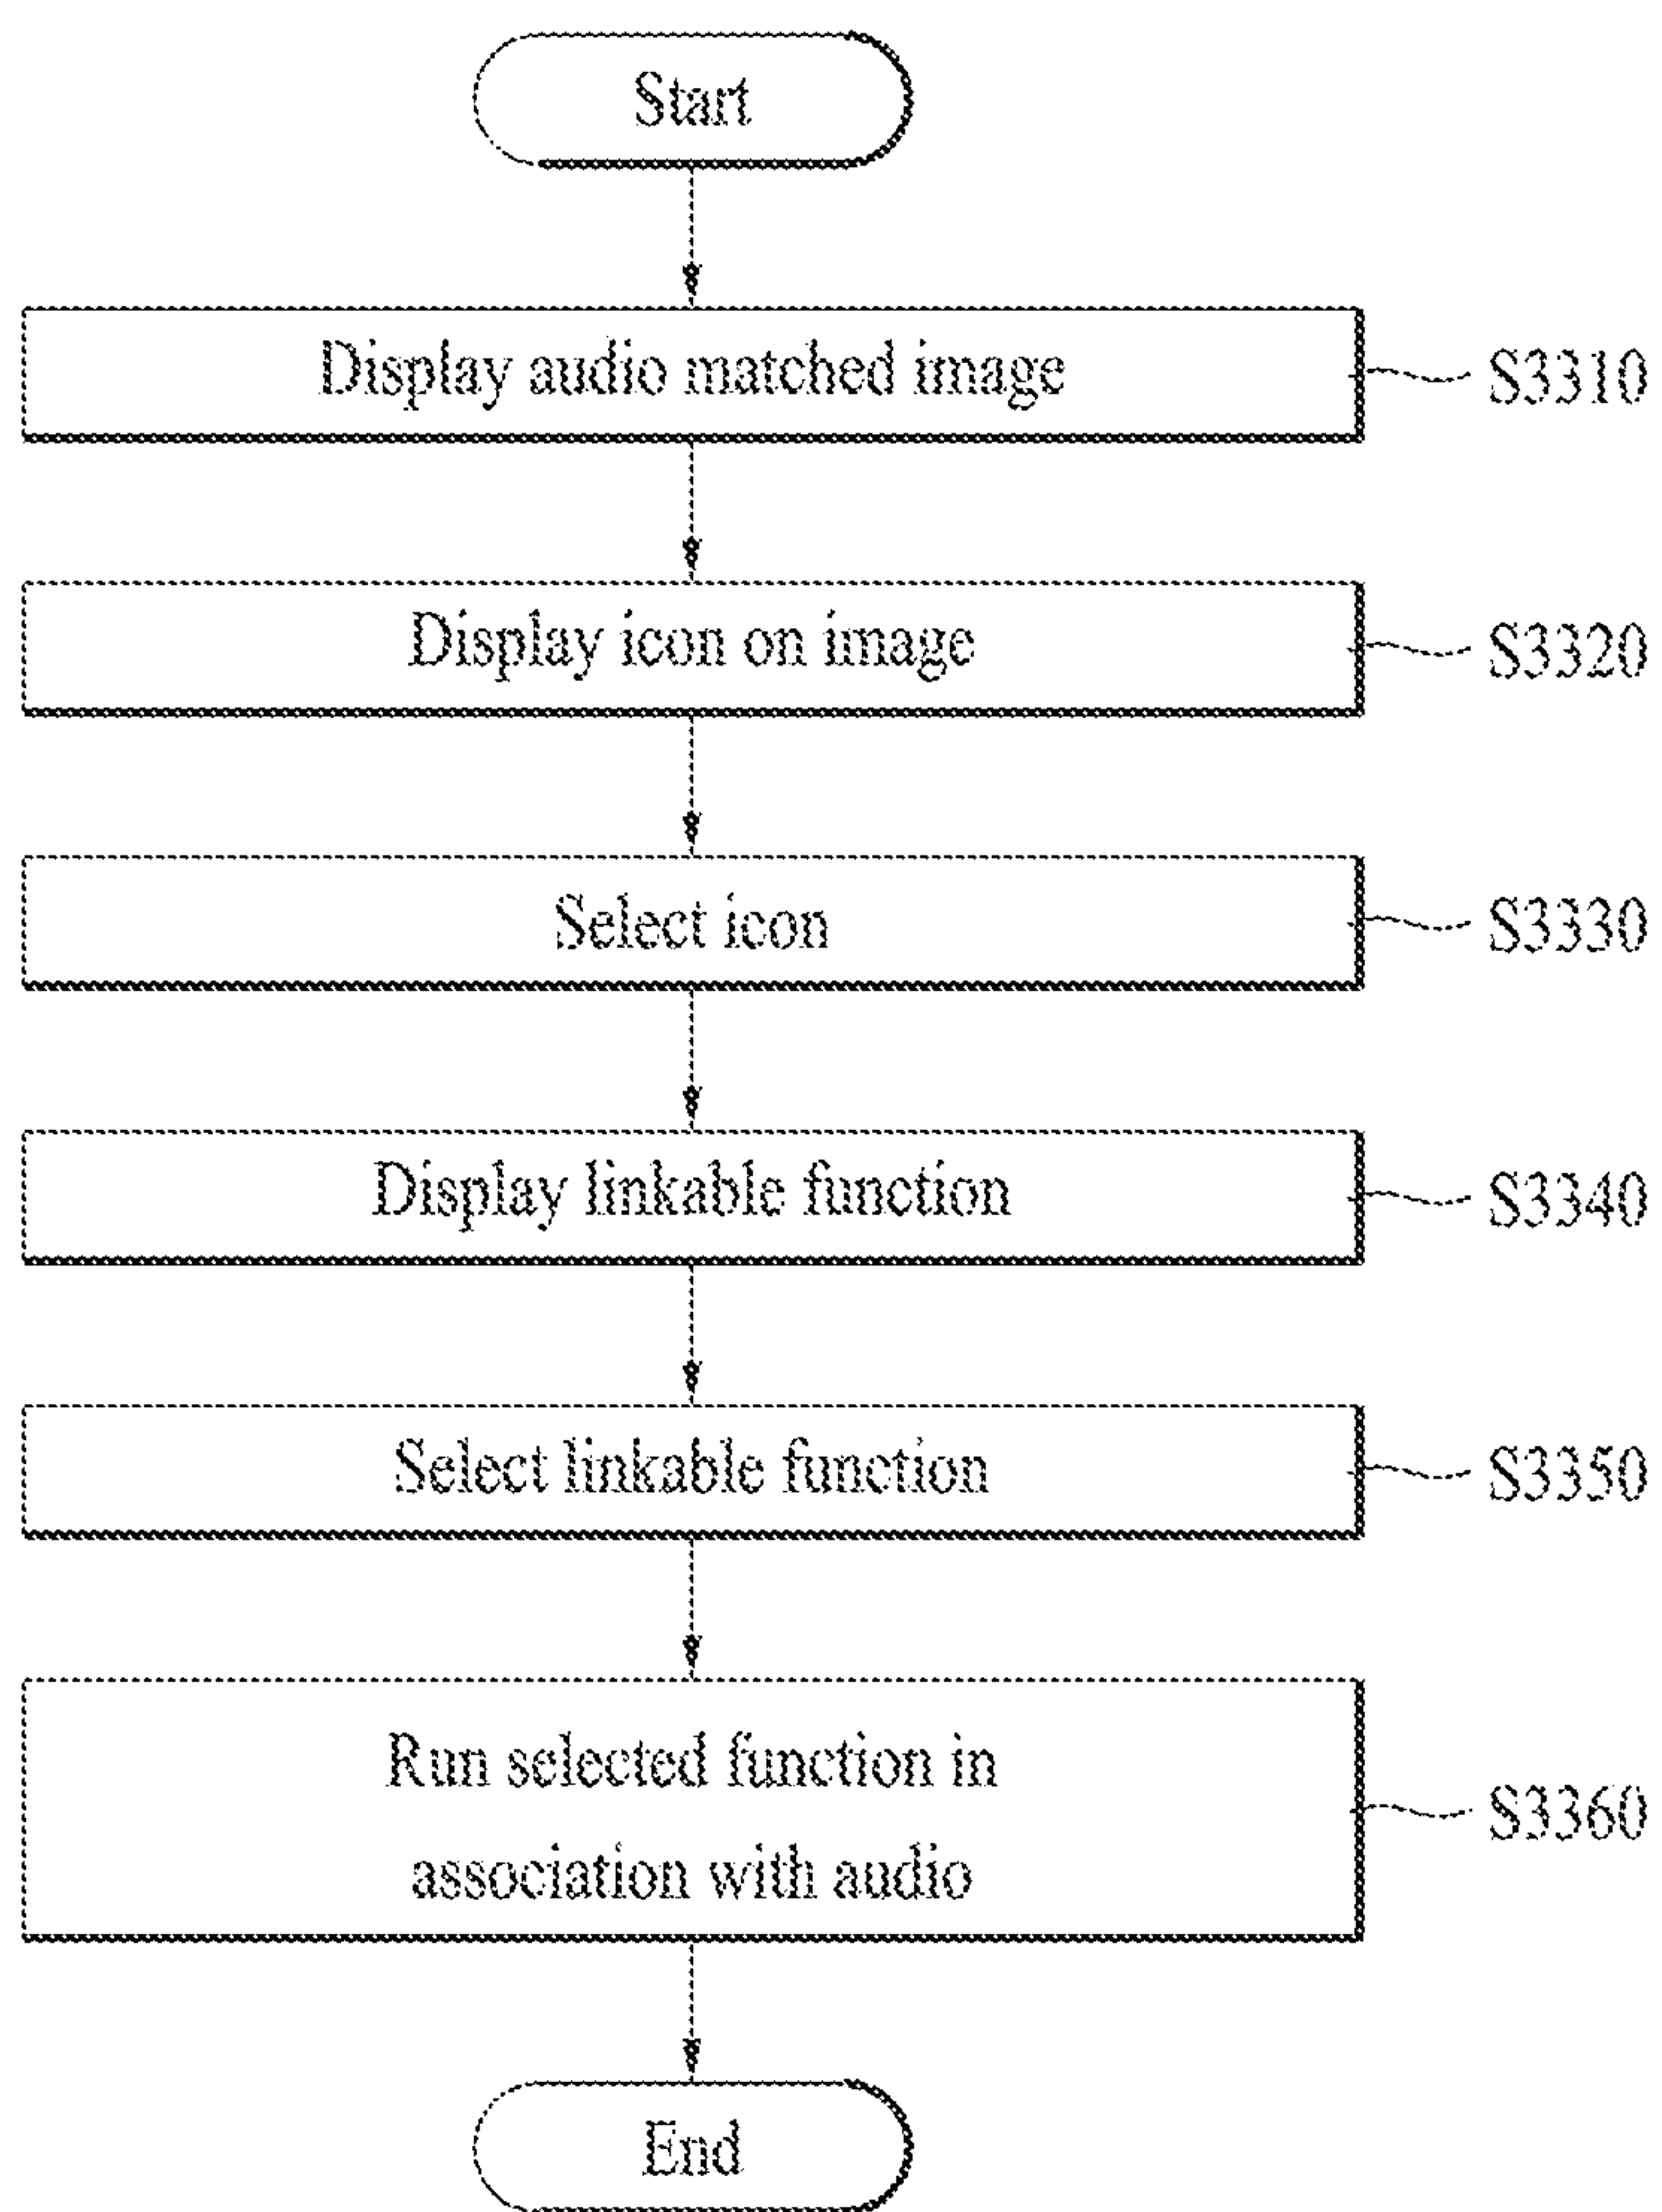 Start
Display audio matched image
S3310
Display icon on image
S3320
Select icon
S3330
Display linkable function
S3340
Select linkable function
S3350
Run selected function in
association with audio
S3360
End